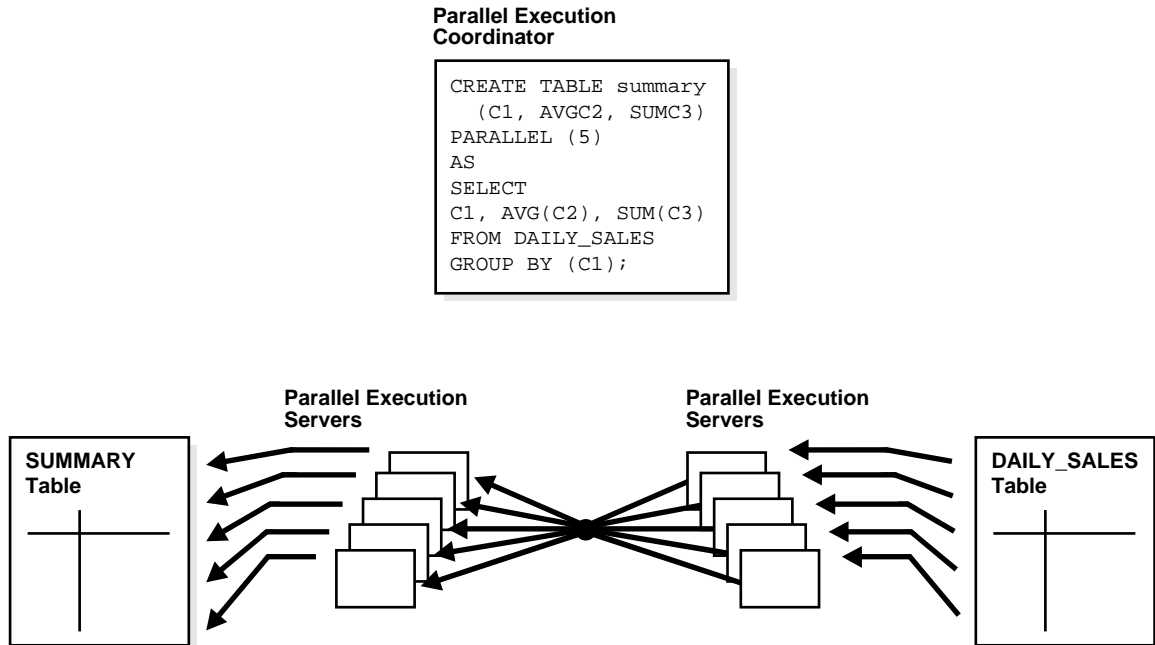 Parallel Execution
Coordinator
CREATE TABLE summary
(C1, AVGC2, SUMC3)
PARALLEL (5)
AS
SELECT
C1, AVG(C2), SUM(C3)
FROM DAILY_SALES
GROUP BY (C1);
Parallel Execution
Servers
Parallel Execution
Servers
SUMMARY
Table
DAILY_SALES
Table